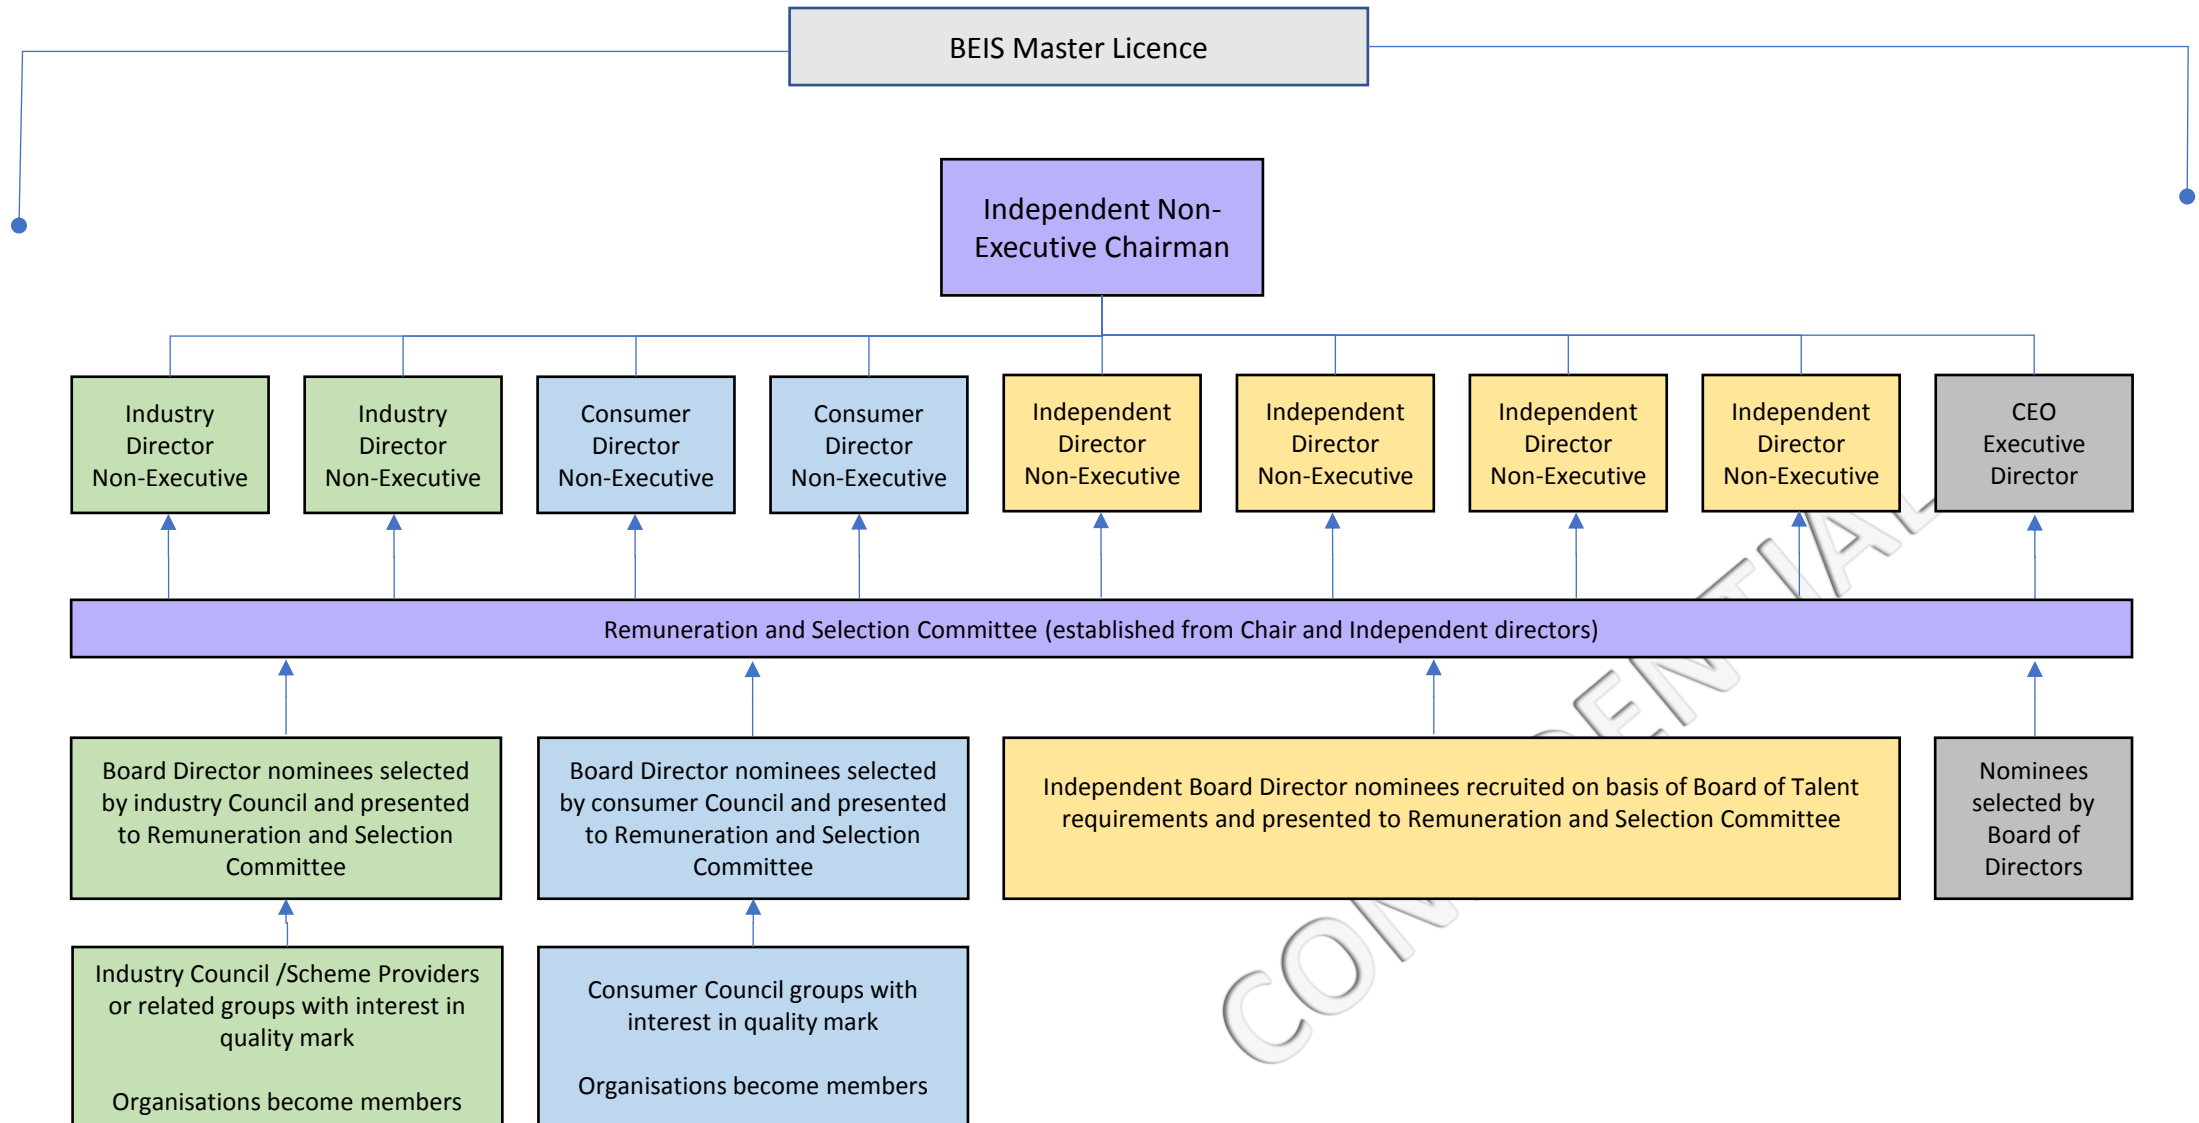 BEIS Master Licence
Independent Non-
Executive Chairman
Industry
Director
Non-Executive
Industry
Director
Non-Executive
Consumer
Director
Non-Executive
Consumer
Director
Non-Executive
Independent
Director
Non-Executive
Independent
Director
Non-Executive
Independent
Director
Non-Executive
Independent
Director
Non-Executive
CEO
Executive
Director
Remuneration and Selection Committee (established from Chair and Independent directors)
Board Director nominees selected
by industry Council and presented
to Remuneration and Selection
Committee
Board Director nominees selected
by consumer Council and presented
to Remuneration and Selection
Committee
Independent Board Director nominees recruited on basis of Board of Talent
requirements and presented to Remuneration and Selection Committee
Nominees
selected by
Board of
Directors
Industry Council /Scheme Providers
or related groups with interest in
quality mark
Organisations become members
Consumer Council groups with
interest in quality mark
Organisations become members
CONFIDENTIAL